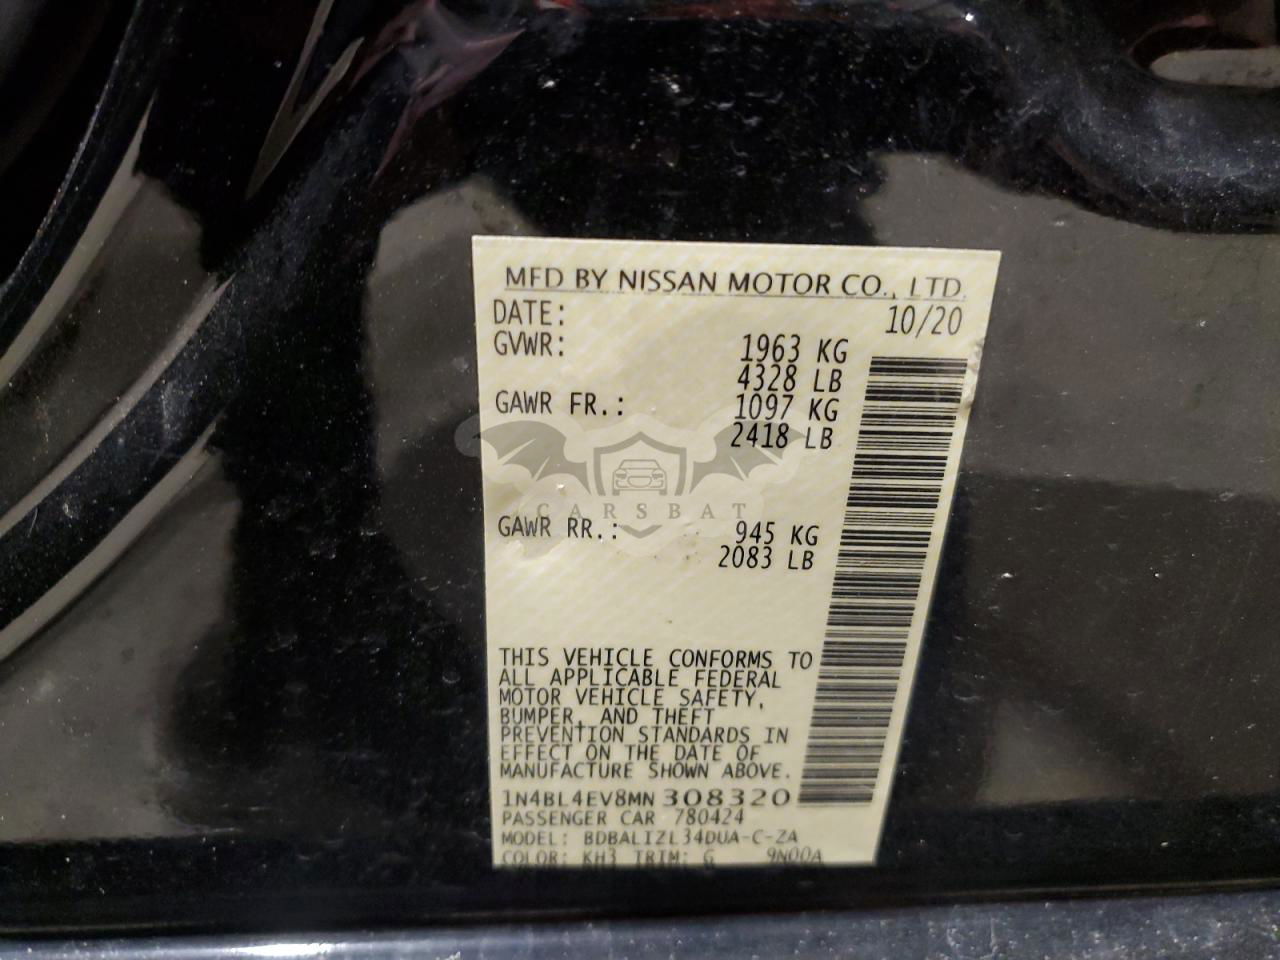 MFD BY NISSAN MOTOR CO., LTD.
DATE: 10/20
GVWR: 1963 KG
4328 LB
GAWR FR.: 1097 KG
2418 LB
CARSBAT
GAWR RR.: 945 KG
2083 LB
THIS VEHICLE CONFORMS TO
ALL APPLICABLE FEDERAL
MOTOR VEHICLE SAFETY,
BUMPER, AND THEFT
PREVENTION STANDARDS IN
EFFECT ON THE DATE OF
MANUFACTURE SHOWN ABOVE.
1N4BL4EV8MN308320
PASSENGER CAR 780424
MODEL: BDBALIZL34DUA-C-ZA
COLOR: KH3 TRIM: G 9N00A